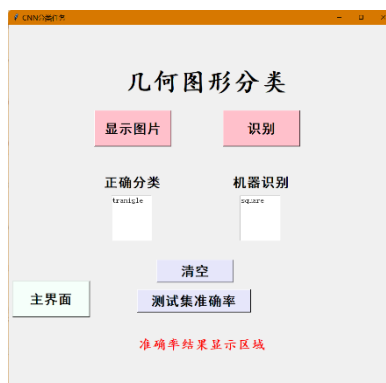 CNN分类任务
几何图形分类
显示图片 识别
正确分类 机器识别
tranigle square
清空
主界面 测试集准确率
准确率结果显示区域